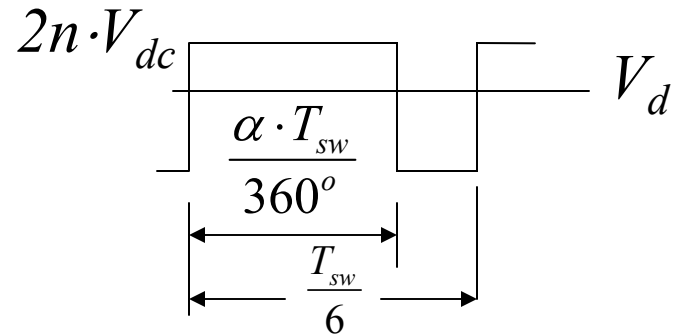 2n·V_dc
V_d
α·T_sw / 360^o
T_sw / 6